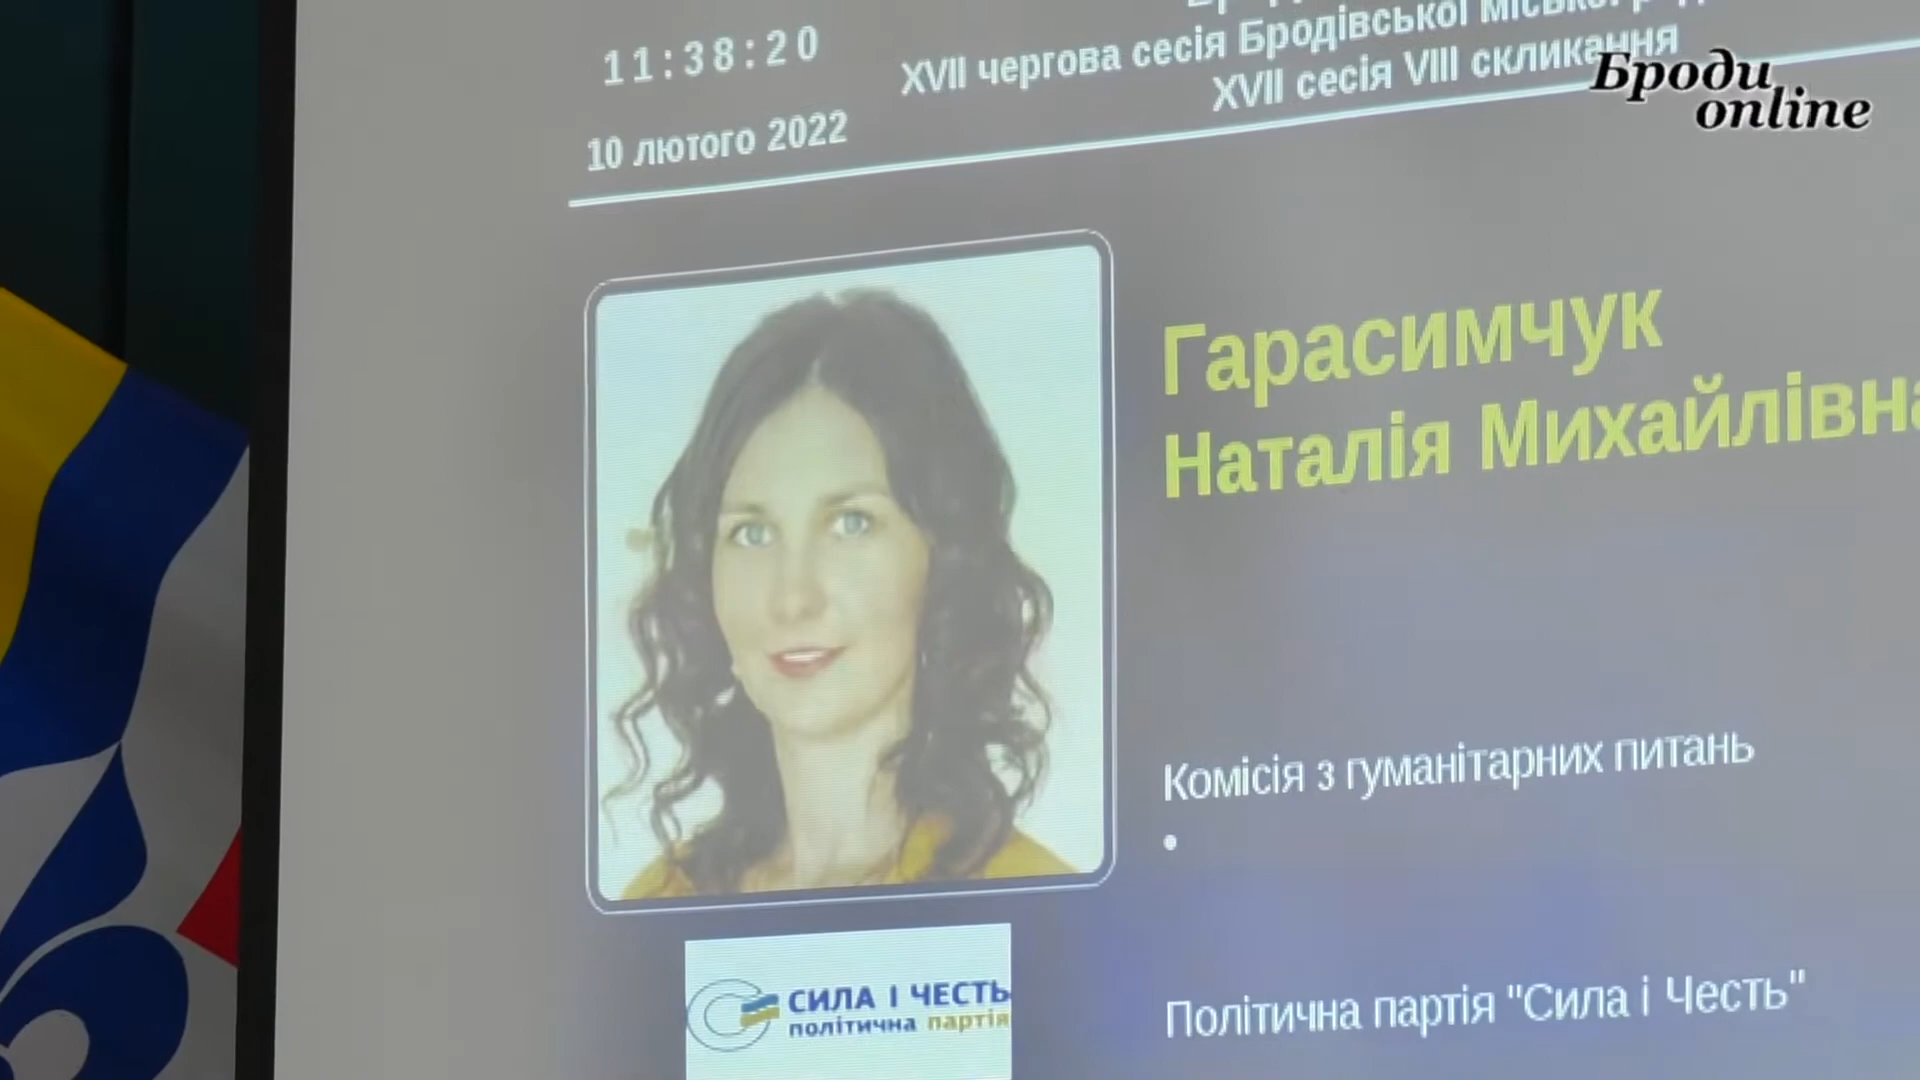 11:38:20
10 лютого 2022
XVII чергова сесія Бродівської
XVII сесія VIII скликання
Броди
online
Гарасимчук
Наталія Михайлівна
Комісія з гуманітарних питань
•
Політична партія "Сила і Честь"
СИЛА І ЧЕСТЬ
політична партія